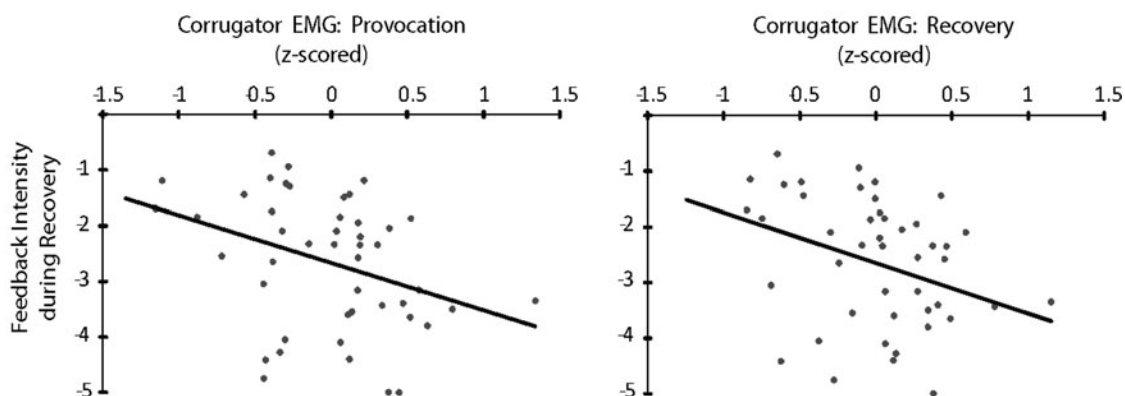 Corrugator EMG: Provocation
(z-scored)
-1.5 -1 -0.5 0 0.5 1 1.5
Feedback Intensity
during Recovery
-1
-2
-3
-4
-5
Corrugator EMG: Recovery
(z-scored)
-1.5 -1 -0.5 0 0.5 1 1.5
-1
-2
-3
-4
-5